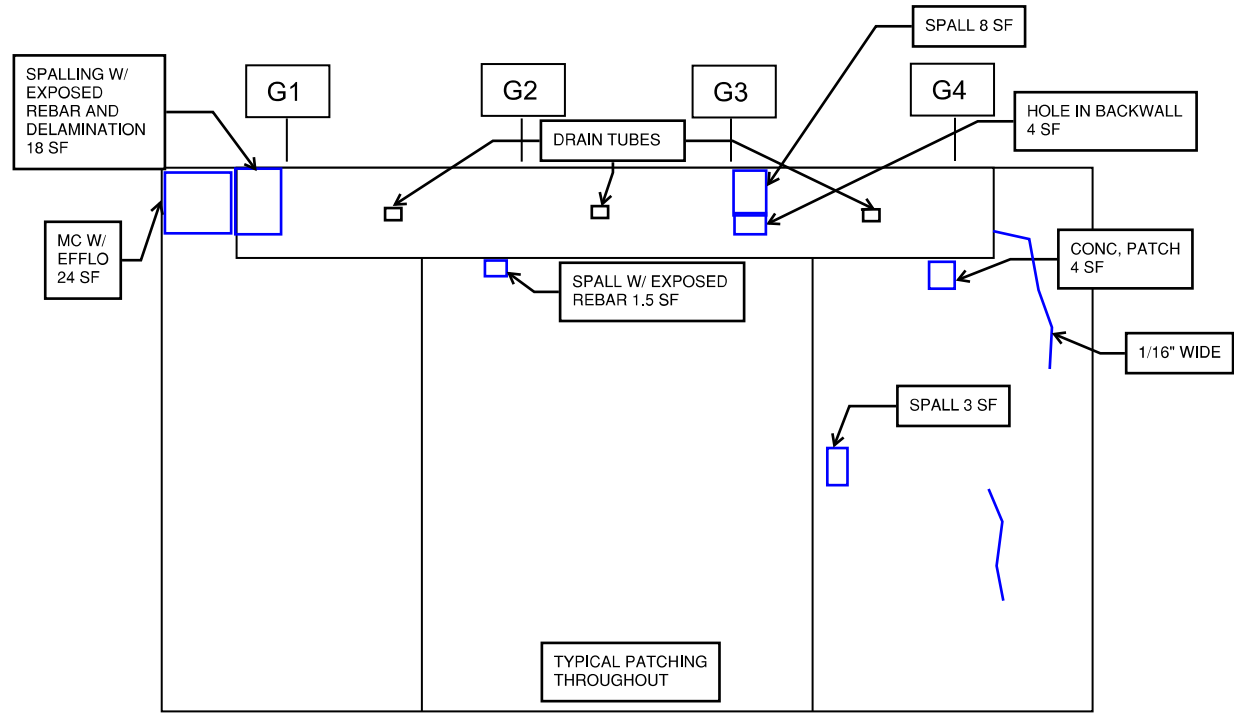 SPALL 8 SF
SPALLING W/
EXPOSED
REBAR AND
DELAMINATION
18 SF
G1
G2
G3
G4
HOLE IN BACKWALL
4 SF
DRAIN TUBES
MC W/
EFFLO
24 SF
CONC, PATCH
4 SF
SPALL W/ EXPOSED
REBAR 1.5 SF
1/16" WIDE
SPALL 3 SF
TYPICAL PATCHING
THROUGHOUT